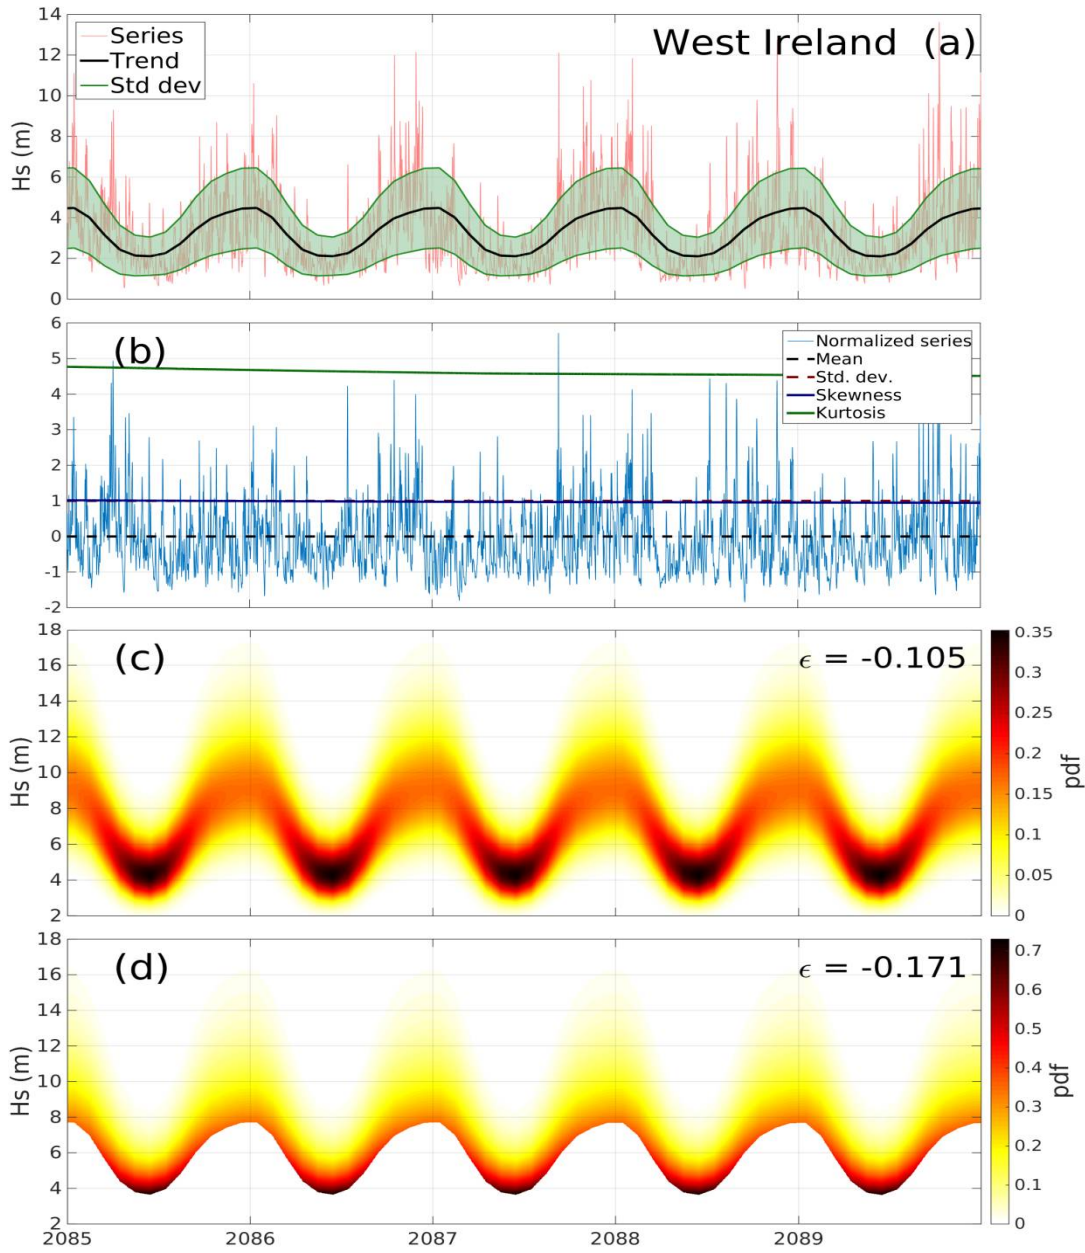 West Ireland (a)
Series
Trend
Std dev
Hs (m)
14
12
10
8
6
4
2
0
(b)
Normalized series
Mean
Std. dev.
Skewness
Kurtosis
6
5
4
3
2
1
0
-1
-2
(c)
ϵ = -0.105
Hs (m)
18
16
14
12
10
8
6
4
2
0.35
0.3
0.25
0.2
0.15
0.1
0.05
0
pdf
(d)
ϵ = -0.171
Hs (m)
18
16
14
12
10
8
6
4
2
0.7
0.6
0.5
0.4
0.3
0.2
0.1
0
pdf
2085 2086 2087 2088 2089